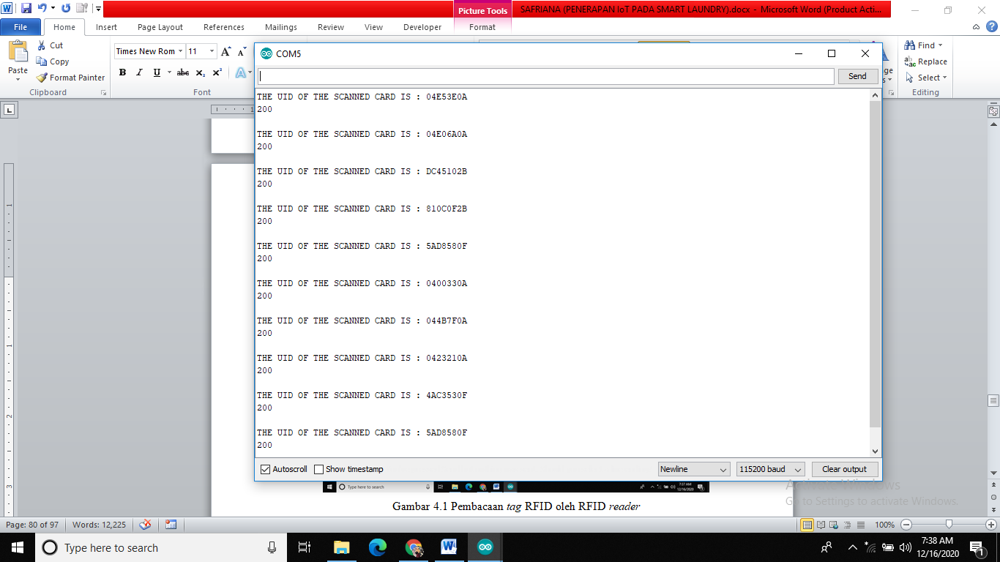 Picture Tools
SAFRIANA (PENERAPAN IoT PADA SMART LAUNDRY).docx - Microsoft Word (Product Acti...
File Home Insert Page Layout References Mailings Review View Developer Format
Paste
Cut
Copy
Format Painter
Clipboard
Times New Rom 11
B I U abc x₂ x² A
Font
Find
Replace
Select
Editing
COM5
Send
THE UID OF THE SCANNED CARD IS : 04E53E0A
200
THE UID OF THE SCANNED CARD IS : 04E06A0A
200
THE UID OF THE SCANNED CARD IS : DC45102B
200
THE UID OF THE SCANNED CARD IS : 810C0F2B
200
THE UID OF THE SCANNED CARD IS : 5AD8580F
200
THE UID OF THE SCANNED CARD IS : 0400330A
200
THE UID OF THE SCANNED CARD IS : 044B7F0A
200
THE UID OF THE SCANNED CARD IS : 0423210A
200
THE UID OF THE SCANNED CARD IS : 4AC3530F
200
THE UID OF THE SCANNED CARD IS : 5AD8580F
200
Autoscroll Show timestamp Newline 115200 baud Clear output
Type here to search 7:37 AM
12/16/2020
Activate Windows
Go to Settings to activate Windows.
Gambar 4.1 Pembacaan tag RFID oleh RFID reader
Page: 80 of 97 Words: 12,225 100%
Type here to search
7:38 AM
12/16/2020
1